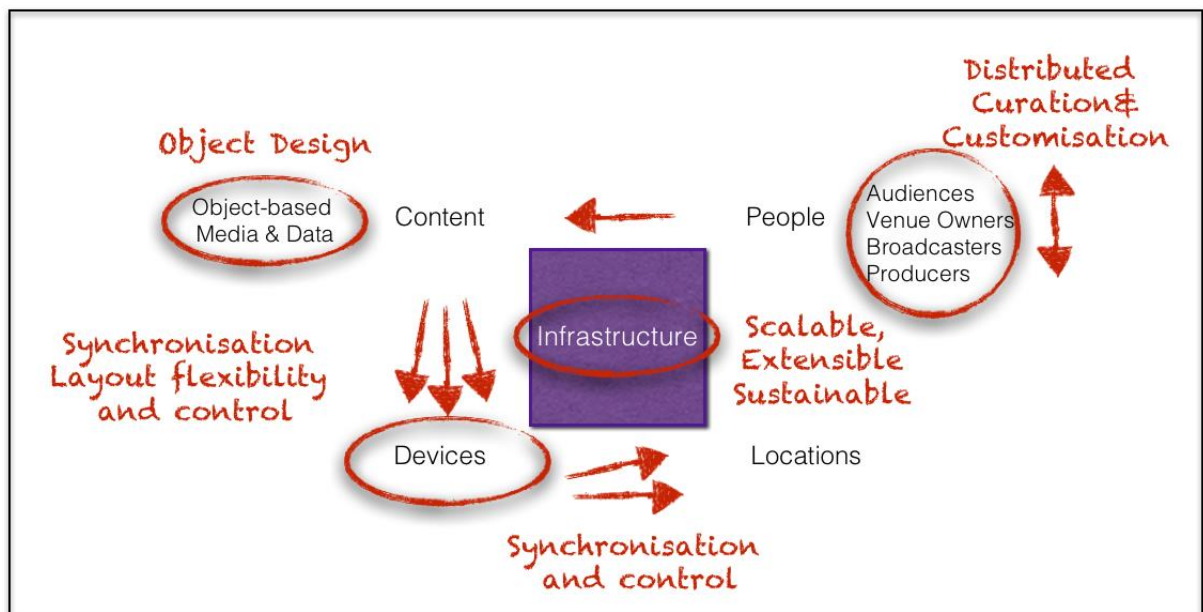 Distributed
Curation&
Customisation
Object Design
Object-based
Media & Data
Content
People
Audiences
Venue Owners
Broadcasters
Producers
Infrastructure
Scalable,
Extensible
Sustainable
Synchronisation
Layout flexibility
and control
Devices
Locations
Synchronisation
and control